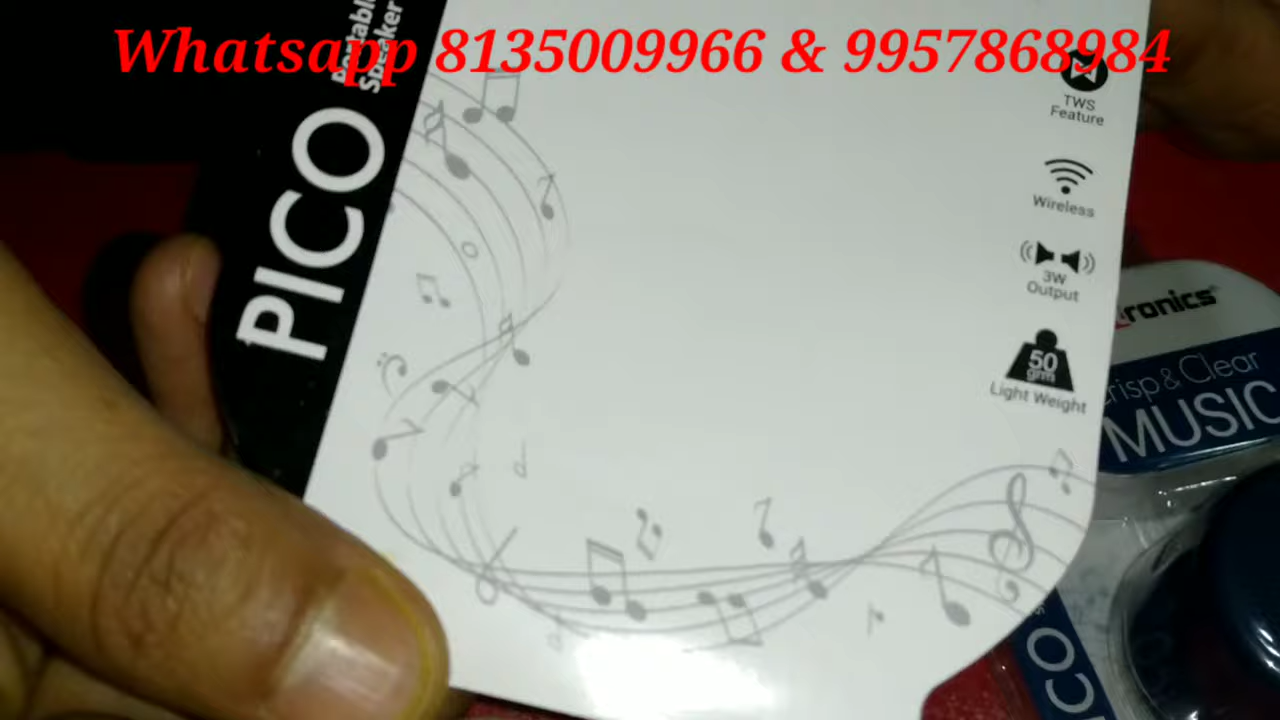 Whatsapp 8135009966 & 9957868984
PICO Portable
Speaker
TWS
Feature
Wireless
3W
Output
50
gm
Light Weight
ronics®
risp & Clear
MUSIC
ICO